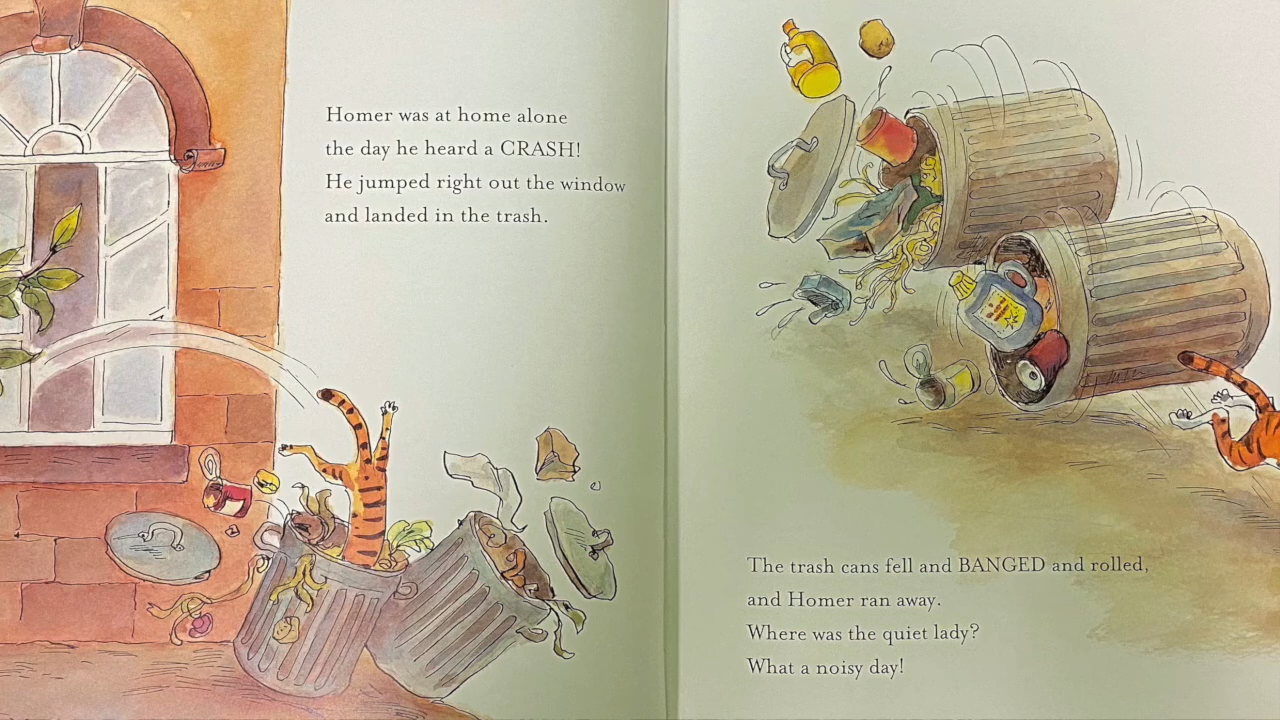 Homer was at home alone
the day he heard a CRASH!
He jumped right out the window
and landed in the trash.
The trash cans fell and BANGED and rolled,
and Homer ran away.
Where was the quiet lady?
What a noisy day!